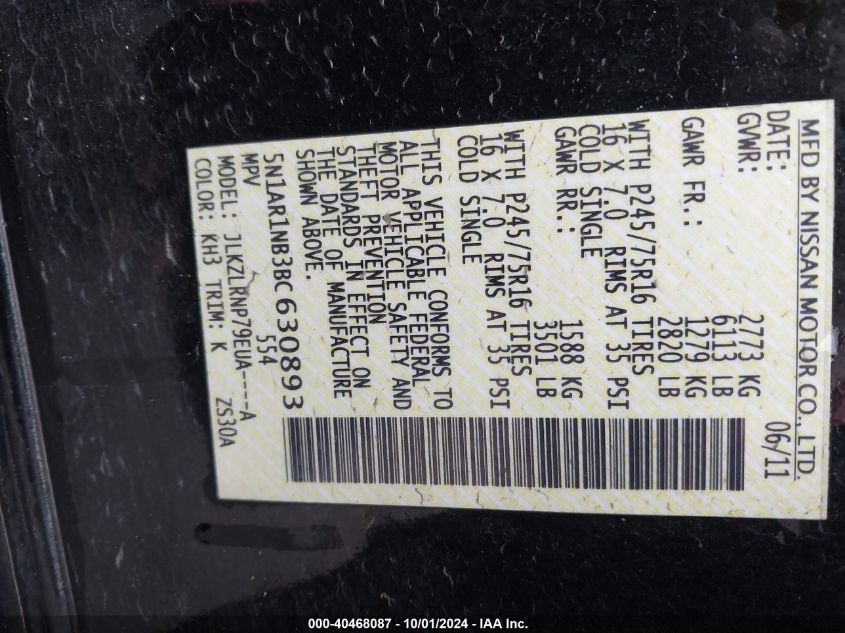 MFD BY NISSAN MOTOR CO., LTD.
DATE: 06/11
GVWR: 2773 KG
6113 LB
GAWR FR.: 1279 KG
2820 LB
WITH P245/75R16 TIRES
16 X 7.0 RIMS AT 35 PSI
COLD SINGLE
GAWR RR.: 1588 KG
3501 LB
WITH P245/75R16 TIRES
16 X 7.0 RIMS AT 35 PSI
COLD SINGLE
THIS VEHICLE CONFORMS TO
ALL APPLICABLE FEDERAL
MOTOR VEHICLE SAFETY AND
THEFT PREVENTION
STANDARDS IN EFFECT ON
THE DATE OF MANUFACTURE
SHOWN ABOVE.
5N1AR1NB3BC630893
MPV 554
MODEL: JLKZLRNP79EUA----A
COLOR: KH3 TRIM: K ZS30A
000-40468087 - 10/01/2024 - IAA Inc.